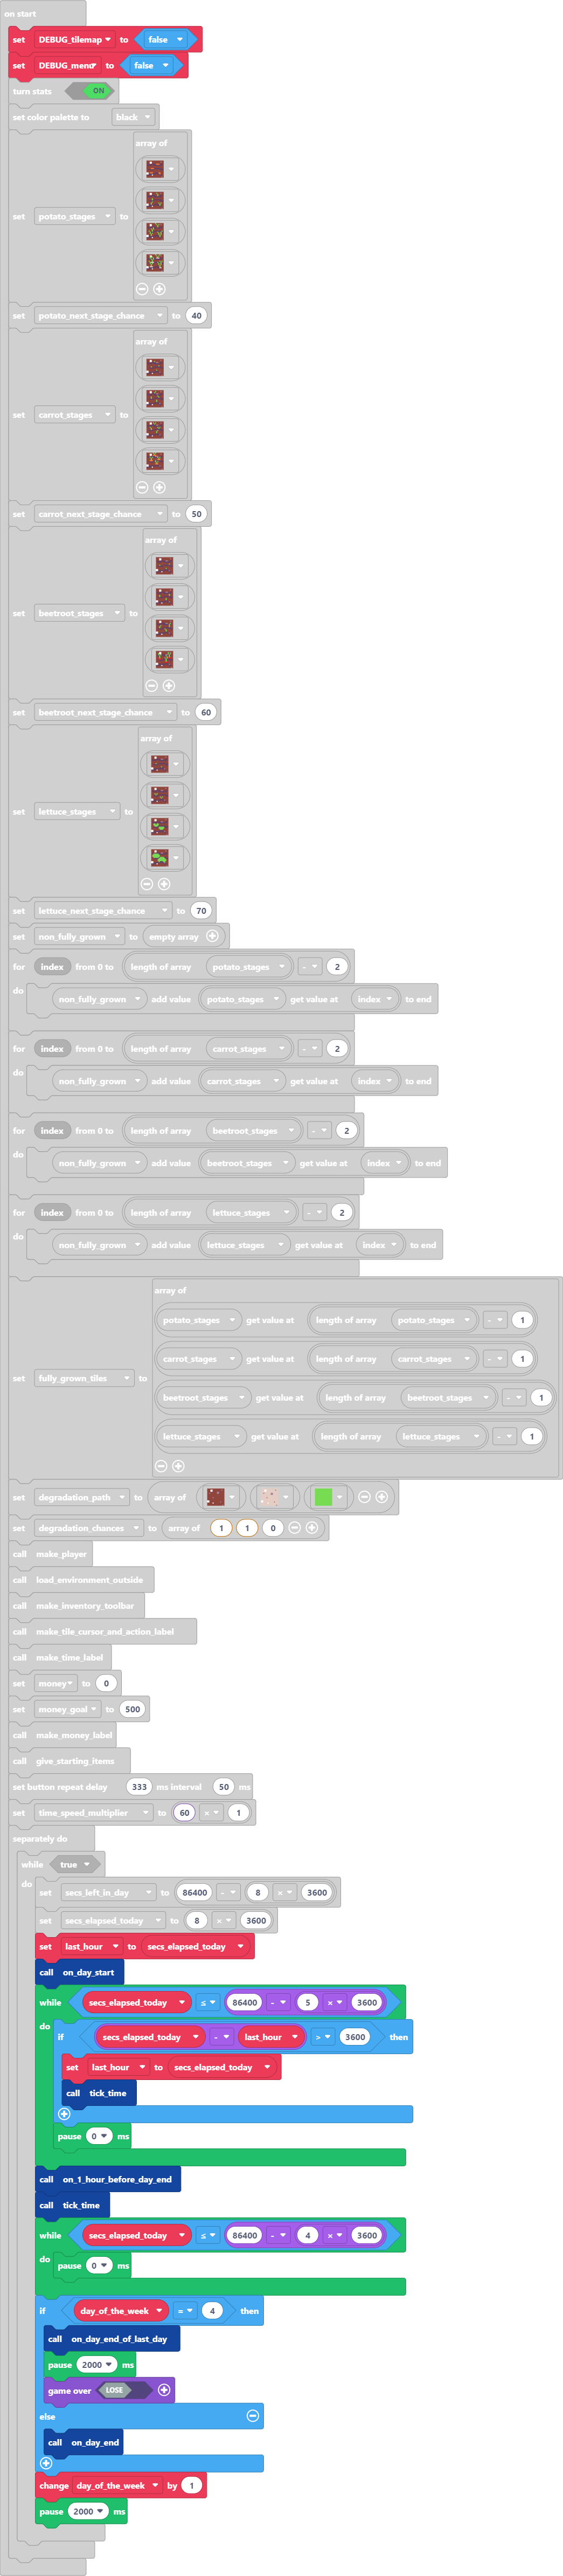 on start
set DEBUG_tilemap to false
set DEBUG_menu to false
turn stats ON
set color palette to black
array of
set potato_stages to
set potato_next_stage_chance to 40
array of
set carrot_stages to
set carrot_next_stage_chance to 50
array of
set beetroot_stages to
set beetroot_next_stage_chance to 60
array of
set lettuce_stages to
set lettuce_next_stage_chance to 70
set non_fully_grown to empty array
for index from 0 to length of array potato_stages - 2
do
non_fully_grown add value potato_stages get value at index to end
for index from 0 to length of array carrot_stages - 2
do
non_fully_grown add value carrot_stages get value at index to end
for index from 0 to length of array beetroot_stages - 2
do
non_fully_grown add value beetroot_stages get value at index to end
for index from 0 to length of array lettuce_stages - 2
do
non_fully_grown add value lettuce_stages get value at index to end
array of
potato_stages get value at length of array potato_stages - 1
carrot_stages get value at length of array carrot_stages - 1
set fully_grown_tiles to
beetroot_stages get value at length of array beetroot_stages - 1
lettuce_stages get value at length of array lettuce_stages - 1
set degradation_path to array of
set degradation_chances to array of 1 1 0
call make_player
call load_environment_outside
call make_inventory_toolbar
call make_tile_cursor_and_action_label
call make_time_label
set money to 0
set money_goal to 500
call make_money_label
call give_starting_items
set button repeat delay 333 ms interval 50 ms
set time_speed_multiplier to 60 × 1
separately do
while true
do
set secs_left_in_day to 86400 - 8 × 3600
set secs_elapsed_today to 8 × 3600
set last_hour to secs_elapsed_today
call on_day_start
while secs_elapsed_today ≤ 86400 - 5 × 3600
do
if secs_elapsed_today - last_hour > 3600 then
set last_hour to secs_elapsed_today
call tick_time
pause 0 ms
call on_1_hour_before_day_end
call tick_time
while secs_elapsed_today ≤ 86400 - 4 × 3600
do
pause 0 ms
if day_of_the_week = 4 then
call on_day_end_of_last_day
pause 2000 ms
game over LOSE
else
call on_day_end
change day_of_the_week by 1
pause 2000 ms